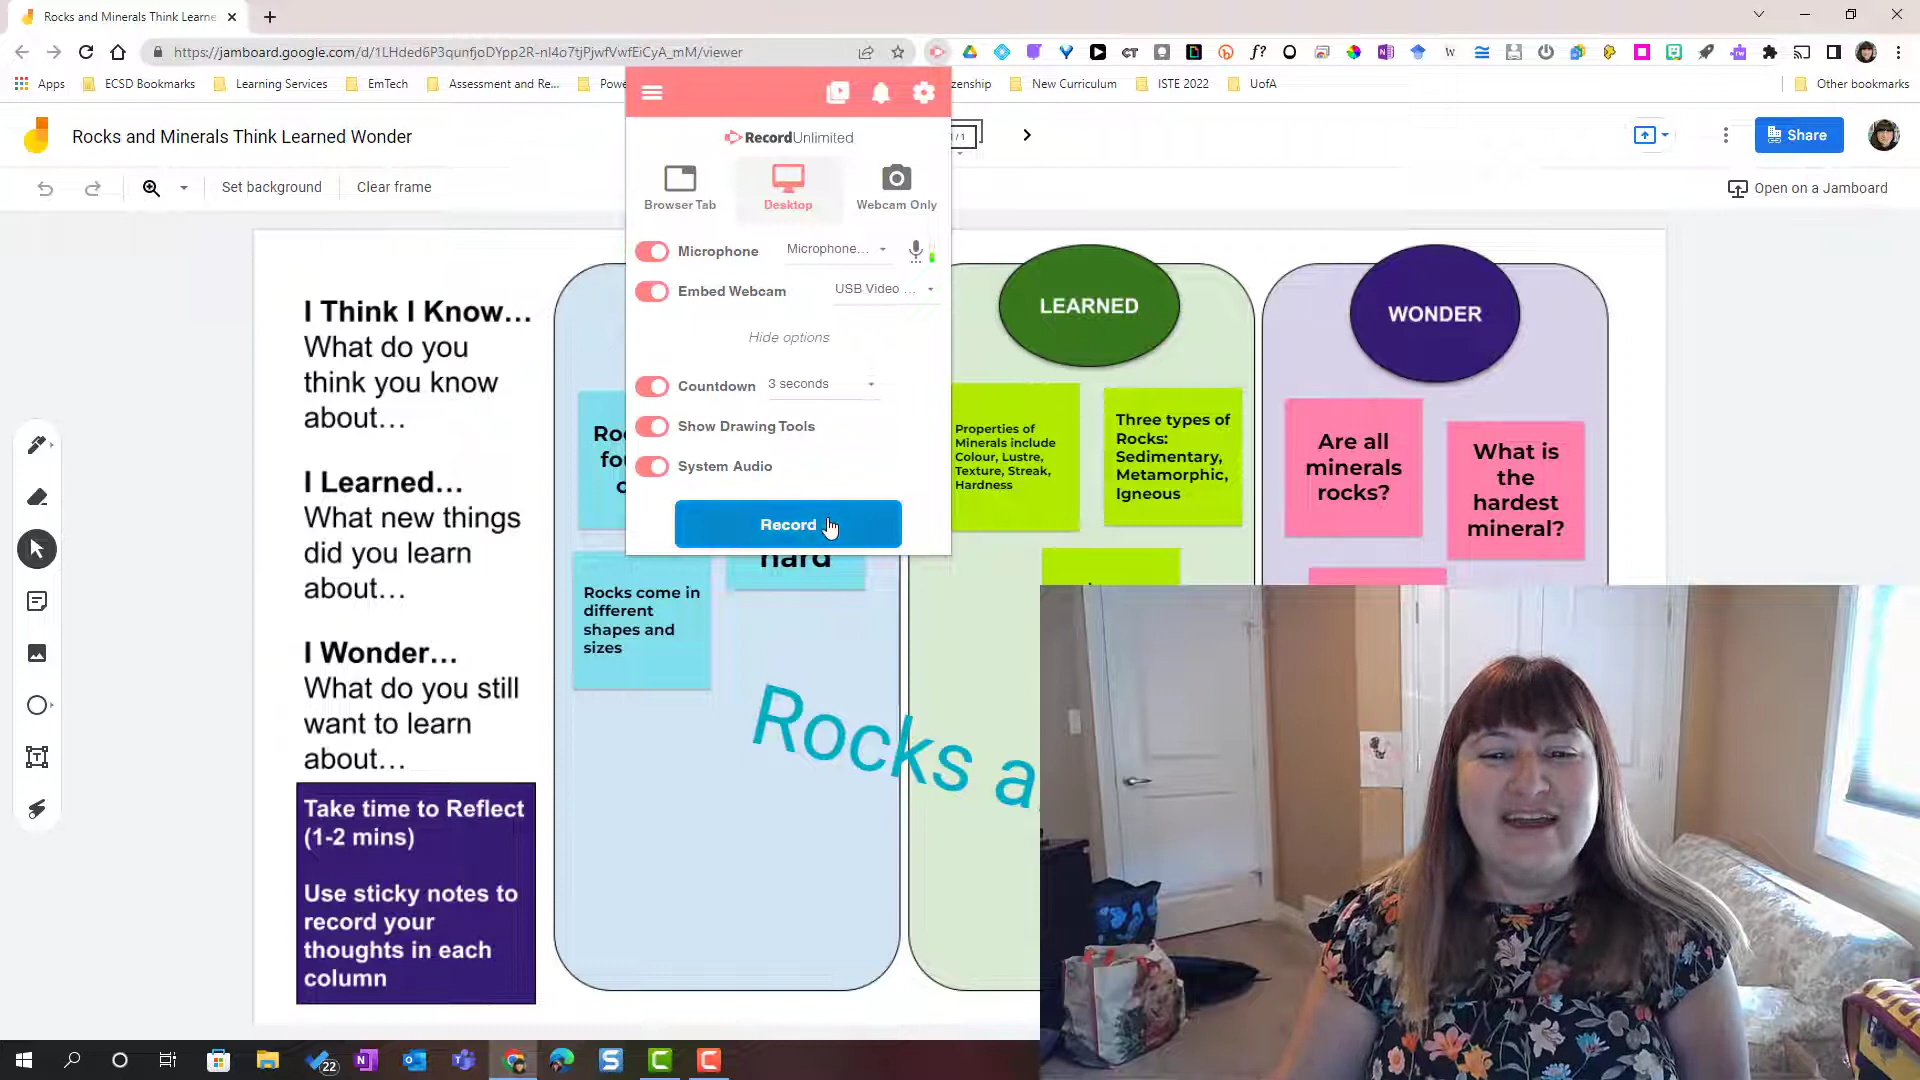 Rocks and Minerals Think Learne
https://jamboard.google.com/d/1LHded6P3qunfjoDYpp2R-nI4o7tjPjwfVwfEiCyA_mM/viewer
Apps
ECSD Bookmarks
Learning Services
EmTech
Assessment and Re...
Powe
zenship
New Curriculum
ISTE 2022
UofA
Other bookmarks
Rocks and Minerals Think Learned Wonder
1 / 1
Share
Set background
Clear frame
Open on a Jamboard
RecordUnlimited
Browser Tab
Desktop
Webcam Only
Microphone
Microphone...
Embed Webcam
USB Video ...
Hide options
Countdown
3 seconds
Show Drawing Tools
System Audio
Record
I Think I Know...
What do you
think you know
about...
I Learned...
What new things
did you learn
about...
I Wonder...
What do you still
want to learn
about...
Take time to Reflect
(1-2 mins)
Use sticky notes to
record your
thoughts in each
column
hard
Rocks come in
different
shapes and
sizes
Rocks a
LEARNED
Properties of
Minerals include
Colour, Lustre,
Texture, Streak,
Hardness
Three types of
Rocks:
Sedimentary,
Metamorphic,
Igneous
WONDER
Are all
minerals
rocks?
What is
the
hardest
mineral?
22